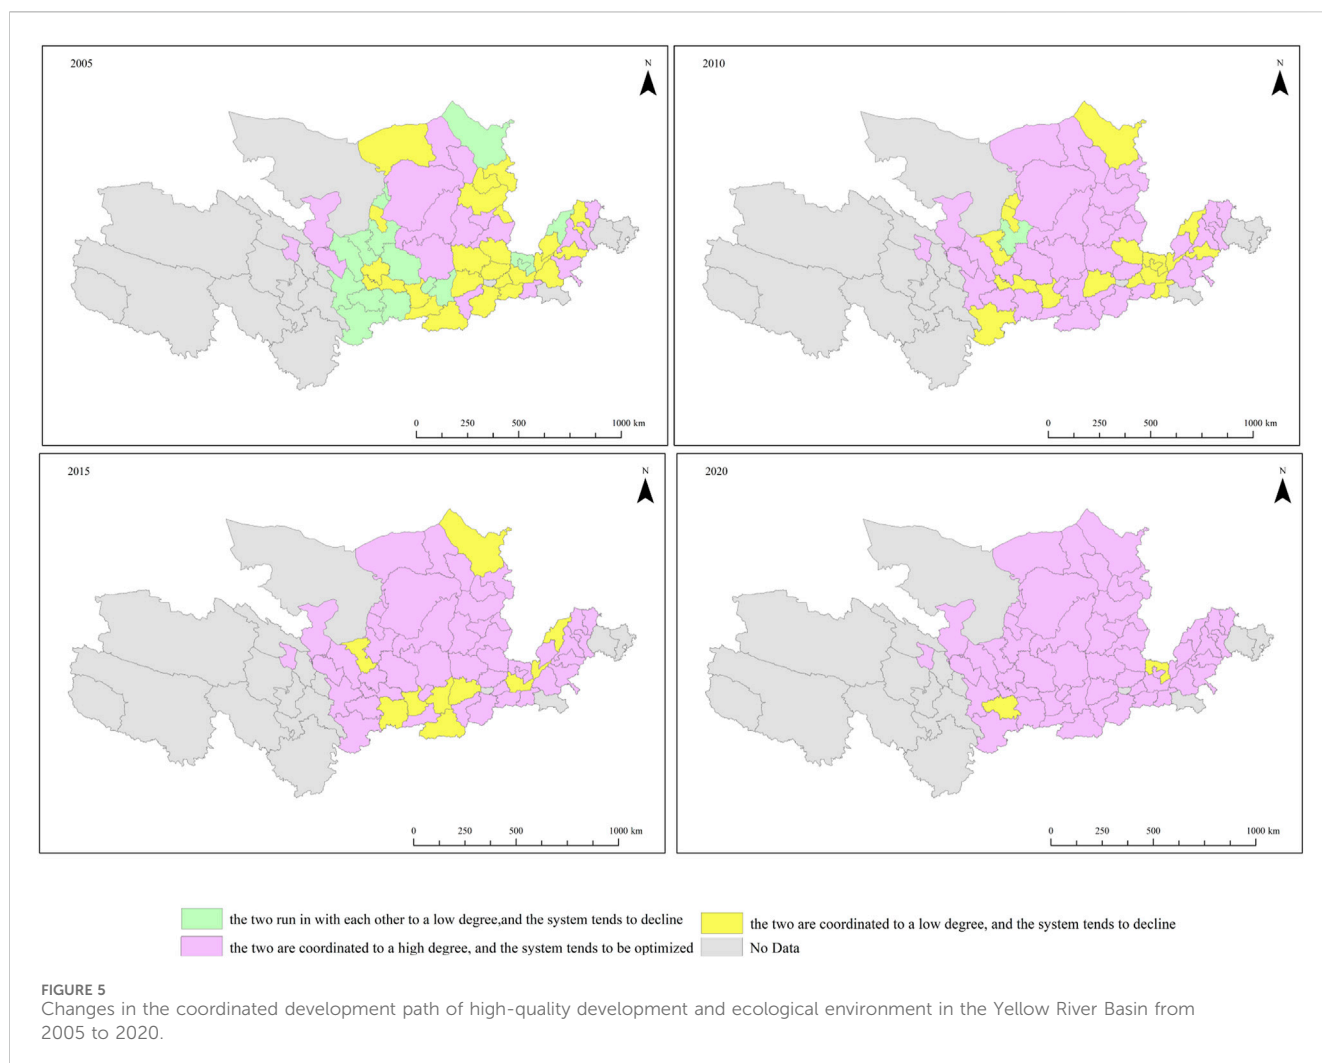 2005
N
0 250 500 1000 km
2010
N
0 250 500 1000 km
2015
N
0 250 500 1000 km
2020
N
0 250 500 1000 km
the two run in with each other to a low degree,and the system tends to decline
the two are coordinated to a low degree, and the system tends to decline
the two are coordinated to a high degree, and the system tends to be optimized
No Data
FIGURE 5
Changes in the coordinated development path of high-quality development and ecological environment in the Yellow River Basin from
2005 to 2020.